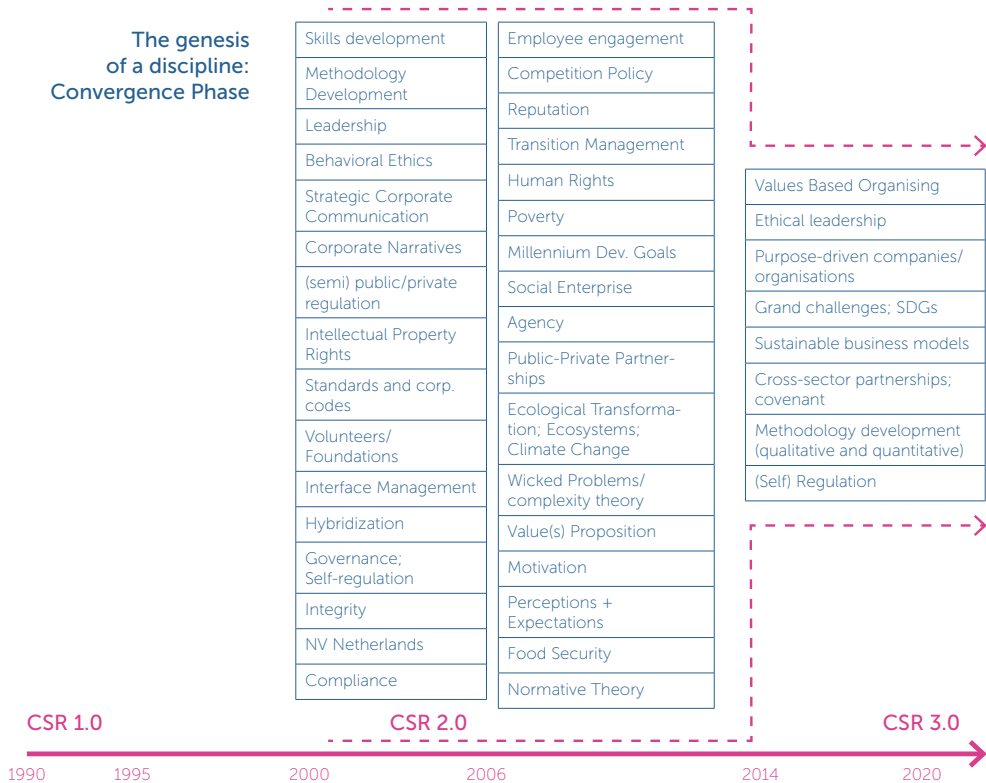 The genesis
of a discipline:
Convergence Phase
Skills development
Methodology
Development
Leadership
Behavioral Ethics
Strategic Corporate
Communication
Corporate Narratives
(semi) public/private
regulation
Intellectual Property
Rights
Standards and corp.
codes
Volunteers/
Foundations
Interface Management
Hybridization
Governance;
Self-regulation
Integrity
NV Netherlands
Compliance
Employee engagement
Competition Policy
Reputation
Transition Management
Human Rights
Poverty
Millennium Dev. Goals
Social Enterprise
Agency
Public-Private Partner-
ships
Ecological Transforma-
tion; Ecosystems;
Climate Change
Wicked Problems/
complexity theory
Value(s) Proposition
Motivation
Perceptions +
Expectations
Food Security
Normative Theory
Values Based Organising
Ethical leadership
Purpose-driven companies/
organisations
Grand challenges; SDGs
Sustainable business models
Cross-sector partnerships;
covenant
Methodology development
(qualitative and quantitative)
(Self) Regulation
CSR 1.0
CSR 2.0
CSR 3.0
1990
1995
2000
2006
2014
2020